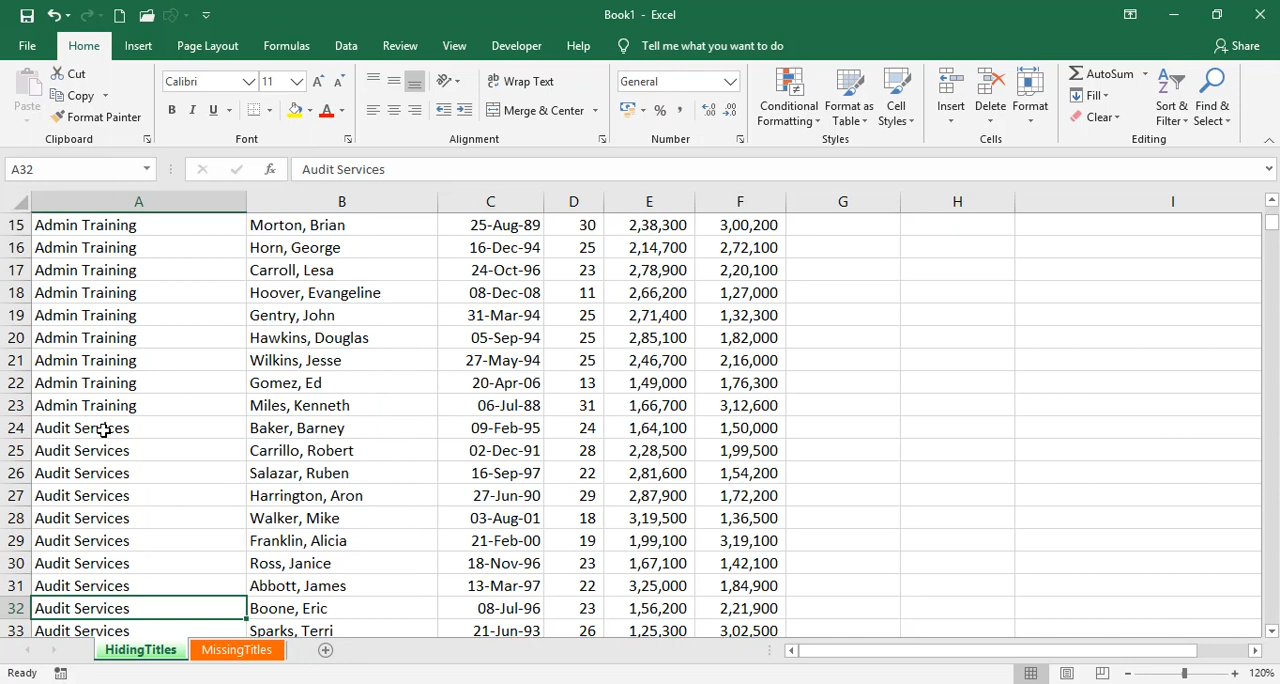 Book1 - Excel
File Home Insert Page Layout Formulas Data Review View Developer Help Tell me what you want to do Share
Paste Cut Copy Format Painter Clipboard
Calibri 11 A A B I U A Font
Wrap Text Merge & Center Alignment
General % , Number
Conditional Formatting Format as Table Cell Styles Styles
Insert Delete Format Cells
AutoSum Fill Clear Sort & Filter Find & Select Editing
A32 fx Audit Services
A B C D E F G H I
15 Admin Training Morton, Brian 25-Aug-89 30 2,38,300 3,00,200
16 Admin Training Horn, George 16-Dec-94 25 2,14,700 2,72,100
17 Admin Training Carroll, Lesa 24-Oct-96 23 2,78,900 2,20,100
18 Admin Training Hoover, Evangeline 08-Dec-08 11 2,66,200 1,27,000
19 Admin Training Gentry, John 31-Mar-94 25 2,71,400 1,32,300
20 Admin Training Hawkins, Douglas 05-Sep-94 25 2,85,100 1,82,000
21 Admin Training Wilkins, Jesse 27-May-94 25 2,46,700 2,16,000
22 Admin Training Gomez, Ed 20-Apr-06 13 1,49,000 1,76,300
23 Admin Training Miles, Kenneth 06-Jul-88 31 1,66,700 3,12,600
24 Audit Services Baker, Barney 09-Feb-95 24 1,64,100 1,50,000
25 Audit Services Carrillo, Robert 02-Dec-91 28 2,28,500 1,99,500
26 Audit Services Salazar, Ruben 16-Sep-97 22 2,81,600 1,54,200
27 Audit Services Harrington, Aron 27-Jun-90 29 2,87,900 1,72,200
28 Audit Services Walker, Mike 03-Aug-01 18 3,19,500 1,36,500
29 Audit Services Franklin, Alicia 21-Feb-00 19 1,99,100 3,19,100
30 Audit Services Ross, Janice 18-Nov-96 23 1,67,100 1,42,100
31 Audit Services Abbott, James 13-Mar-97 22 3,25,000 1,84,900
32 Audit Services Boone, Eric 08-Jul-96 23 1,56,200 2,21,900
33 Audit Services Sparks, Terri 21-Jun-93 26 1,25,300 3,02,500
HidingTitles MissingTitles
Ready 120%